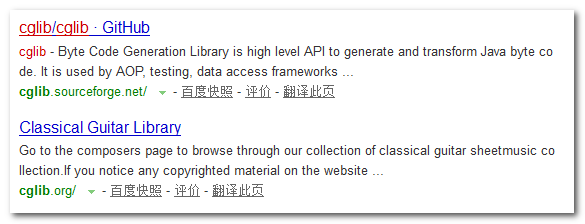 cglib/cglib · GitHub
cglib - Byte Code Generation Library is high level API to generate and transform Java byte co
de. It is used by AOP, testing, data access frameworks ...
cglib.sourceforge.net/ - 百度快照 - 评价 - 翻译此页
Classical Guitar Library
Go to the composers page to browse through our collection of classical guitar sheetmusic co
llection.If you notice any copyrighted material on the website ...
cglib.org/ - 百度快照 - 评价 - 翻译此页